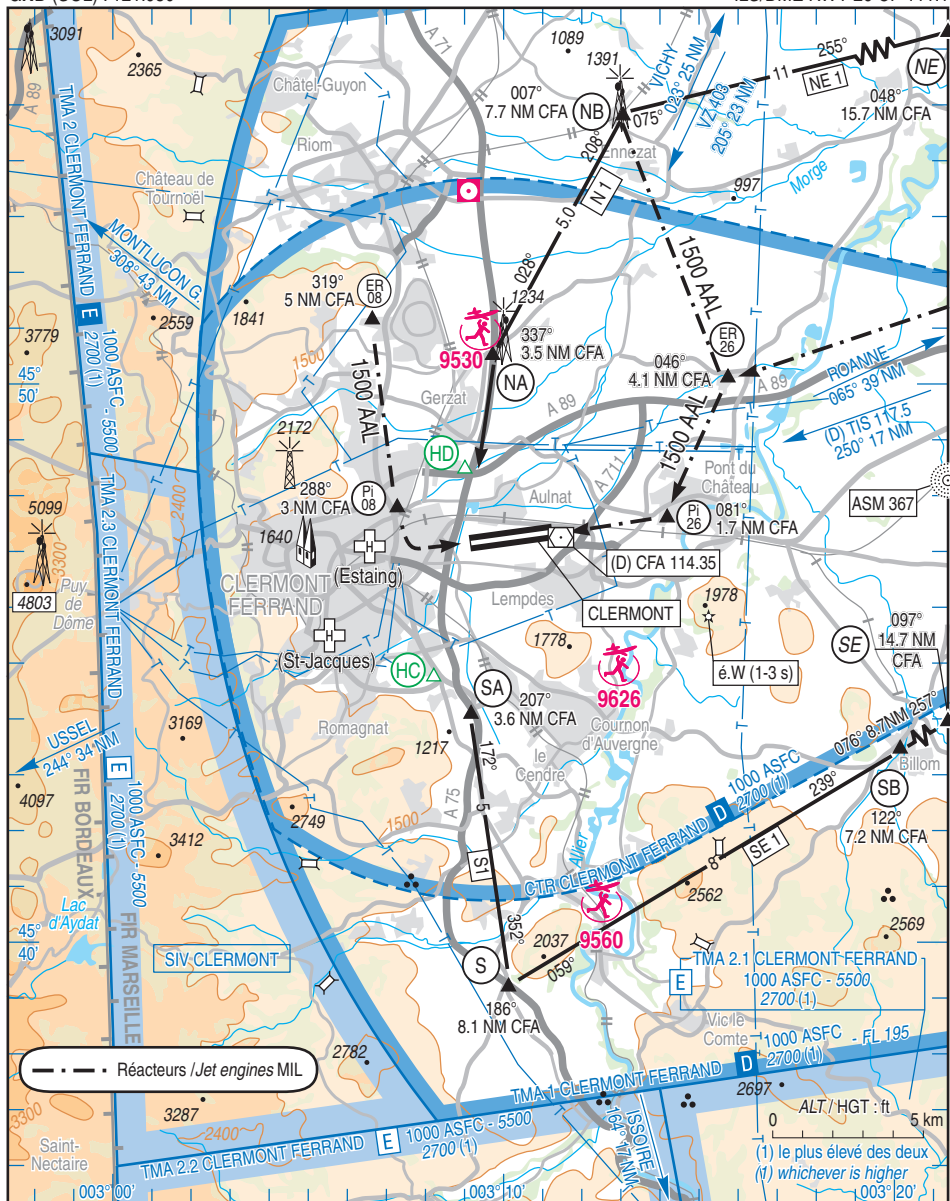 3091
2365
A 71
1089
1391
VICHY
023° 25 NM
VZ 403
205° 23 NM
255°
11
NE 1
NE
048°
15.7 NM CFA
A 89
Châtel-Guyon
007°
7.7 NM CFA
NB
075°
208°
Ennezat
Riom
TMA 2 CLERMONT FERRAND
E
1000 ASFC - 5500
2700 (1)
Château de
Tournoël
Morge
997
N 1
5.0
028°
MONTLUCON G.
308° 43 NM
319°
5 NM CFA
ER
08
1841
2559
3779
1500
1234
9530
337°
3.5 NM CFA
NA
1500 AAL
ER
26
046°
4.1 NM CFA
A 89
ROANNE
065° 39 NM
(D) TIS 117.5
250° 17 NM
45°
50'
1500 AAL
Gerzat
A 89
1500 AAL
2172
HD
A 711
Pont du
Château
ASM 367
288°
3 NM CFA
Pi
08
Aulnat
Pi
26
081°
1.7 NM CFA
5099
3300
2400
TMA 2.3 CLERMONT FERRAND
1640
H
(Estaing)
(D) CFA 114.35
4803
Puy
de
Dôme
CLERMONT
FERRAND
Lempdes
CLERMONT
1978
1778
097°
14.7 NM
CFA
SE
H
(St-Jacques)
HC
é.W (1-3 s)
9626
SA
207°
3.6 NM CFA
Romagnat
1217
Cournon
d'Auvergne
le
Cendre
076° 8.7NM 257°
Billom
SB
122°
7.2 NM CFA
3169
USSEL
244° 34 NM
E
1000 ASFC - 5500
2700 (1)
4097
FIR BORDEAUX
FIR MARSEILLE
3412
2749
1500
172°
5
A 75
S1
352°
Allier
CTR CLERMONT FERRAND
D
1000 ASFC
2700 (1)
239°
SE 1
8
2562
2569
Lac
d'Aydat
45°
40'
SIV CLERMONT
9560
2037
059°
S
186°
8.1 NM CFA
TMA 2.1 CLERMONT FERRAND
E
1000 ASFC - 5500
2700 (1)
Vic le
Comte
2782
Réacteurs / Jet engines MIL
TMA 1 CLERMONT FERRAND
D
1000 ASFC - FL 195
2700 (1)
2697
3300
3287
2400
TMA 2.2 CLERMONT FERRAND
E
1000 ASFC - 5500
2700 (1)
ISSOIRE
164° 17 NM
ALT / HGT : ft
0
5 km
(1) le plus élevé des deux
(1) whichever is higher
Saint-
Nectaire
003° 00'
003° 10'
003° 20'